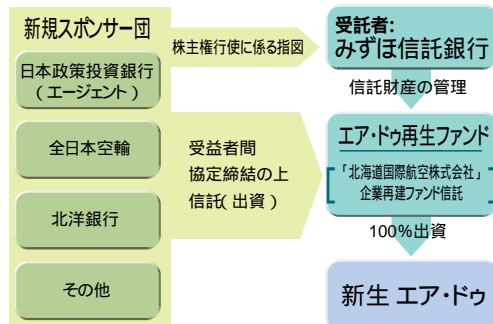 新規スポンサー団
日本政策投資銀行
(エージェント)
全日本空輸
北洋銀行
その他
株主権行使に係る指図
受益者間
協定締結の上
信託(出資)
受託者:
みずほ信託銀行
信託財産の管理
エア・ドゥ再生ファンド
「北海道国際航空株式会社」
企業再建ファンド信託
100%出資
新生 エア・ドゥ